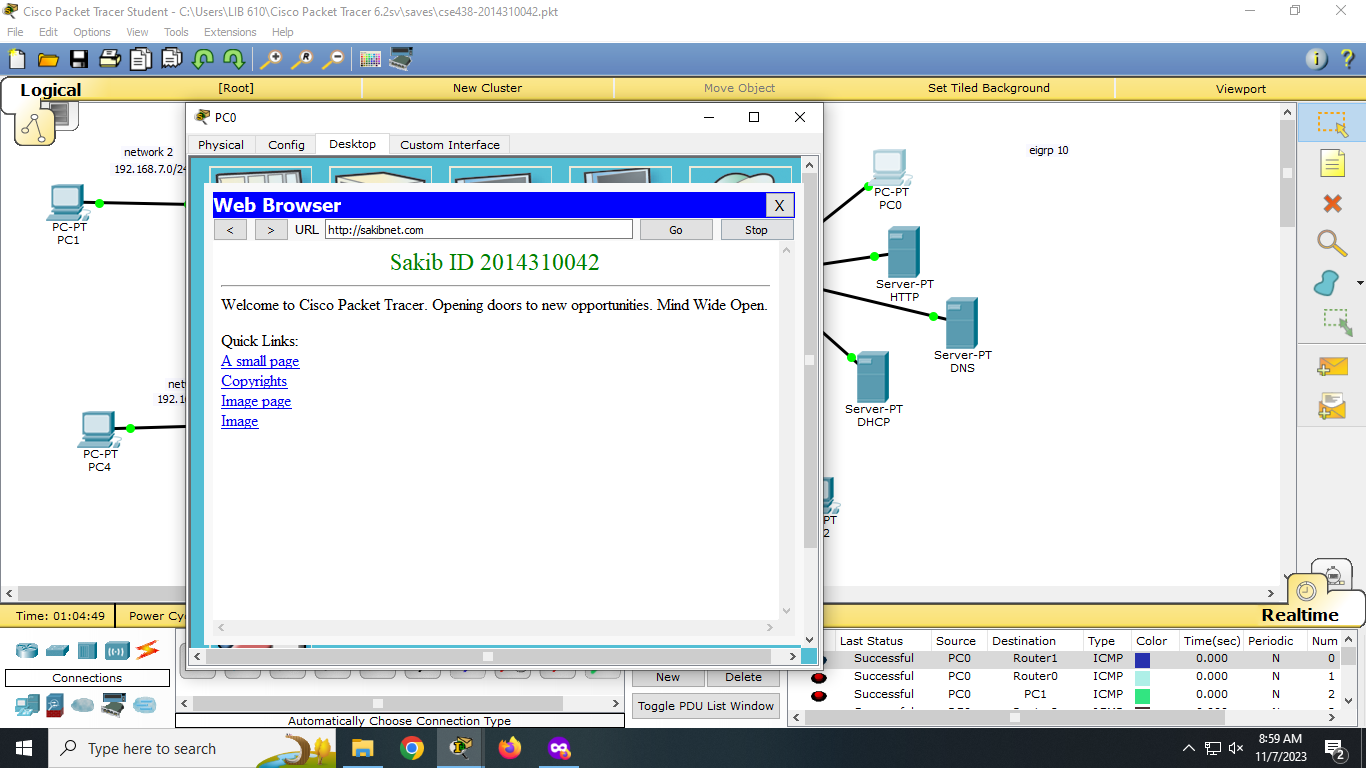 Cisco Packet Tracer Student - C:\Users\LIB 610\Cisco Packet Tracer 6.2sv\saves\cse438-2014310042.pkt
File Edit Options View Tools Extensions Help
Logical [Root] New Cluster Move Object Set Tiled Background Viewport
network 2
192.168.7.0/24
PC-PT
PC1
PC-PT
PC4
PC0
Physical Config Desktop Custom Interface
Web Browser X
< > URL http://sakibnet.com Go Stop
Sakib ID 2014310042
Welcome to Cisco Packet Tracer. Opening doors to new opportunities. Mind Wide Open.
Quick Links:
A small page
Copyrights
Image page
Image
eigrp 10
PC-PT
PC0
Server-PT
HTTP
Server-PT
DNS
Server-PT
DHCP
PT
2
Time: 01:04:49 Power Cy
Realtime
Connections
Automatically Choose Connection Type
New Delete
Toggle PDU List Window
Last Status Source Destination Type Color Time(sec) Periodic Num
Successful PC0 Router1 ICMP 0.000 N 0
Successful PC0 Router0 ICMP 0.000 N 1
Successful PC0 PC1 ICMP 0.000 N 2
Type here to search
8:59 AM
11/7/2023
2